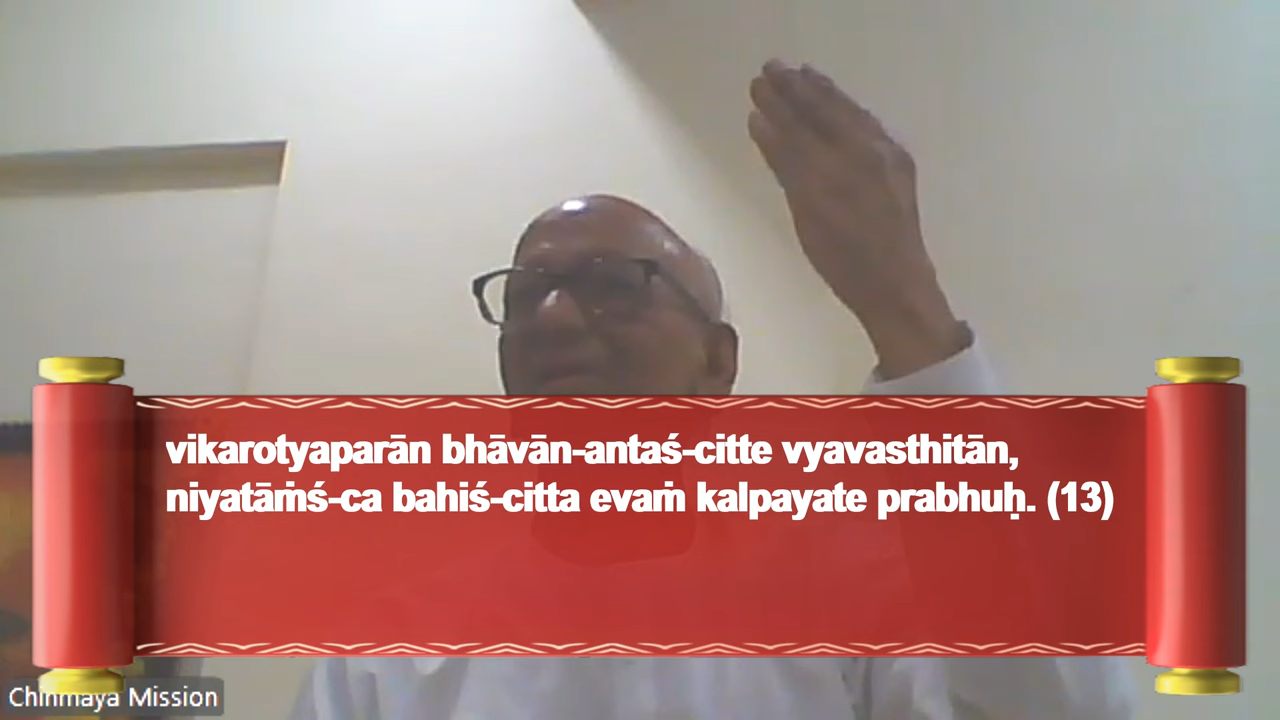 vikarotyaparān bhāvān-antaś-citte vyavasthitān,
niyatāṁś-ca bahiś-citta evaṁ kalpayate prabhuḥ. (13)
Chinmaya Mission